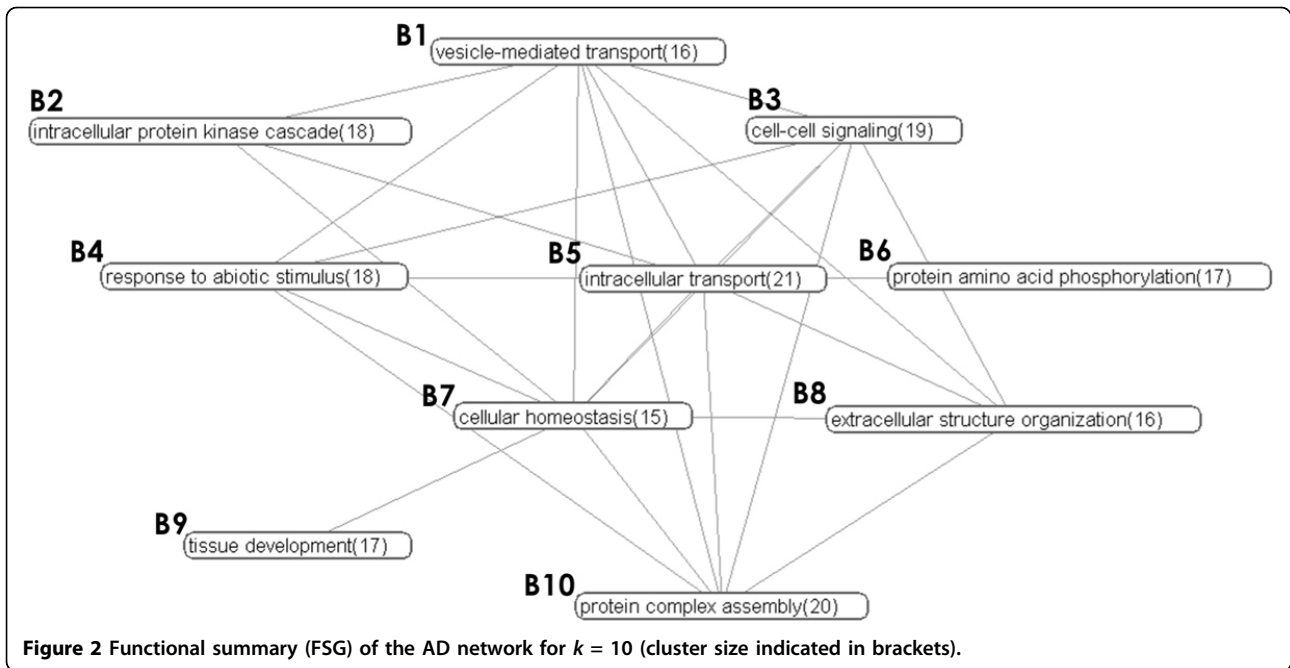 B1
vesicle-mediated transport(16)
B2
intracellular protein kinase cascade(18)
B3
cell-cell signaling(19)
B4
response to abiotic stimulus(18)
B5
intracellular transport(21)
B6
protein amino acid phosphorylation(17)
B7
cellular homeostasis(15)
B8
extracellular structure organization(16)
B9
tissue development(17)
B10
protein complex assembly(20)
Figure 2 Functional summary (FSG) of the AD network for k = 10 (cluster size indicated in brackets).